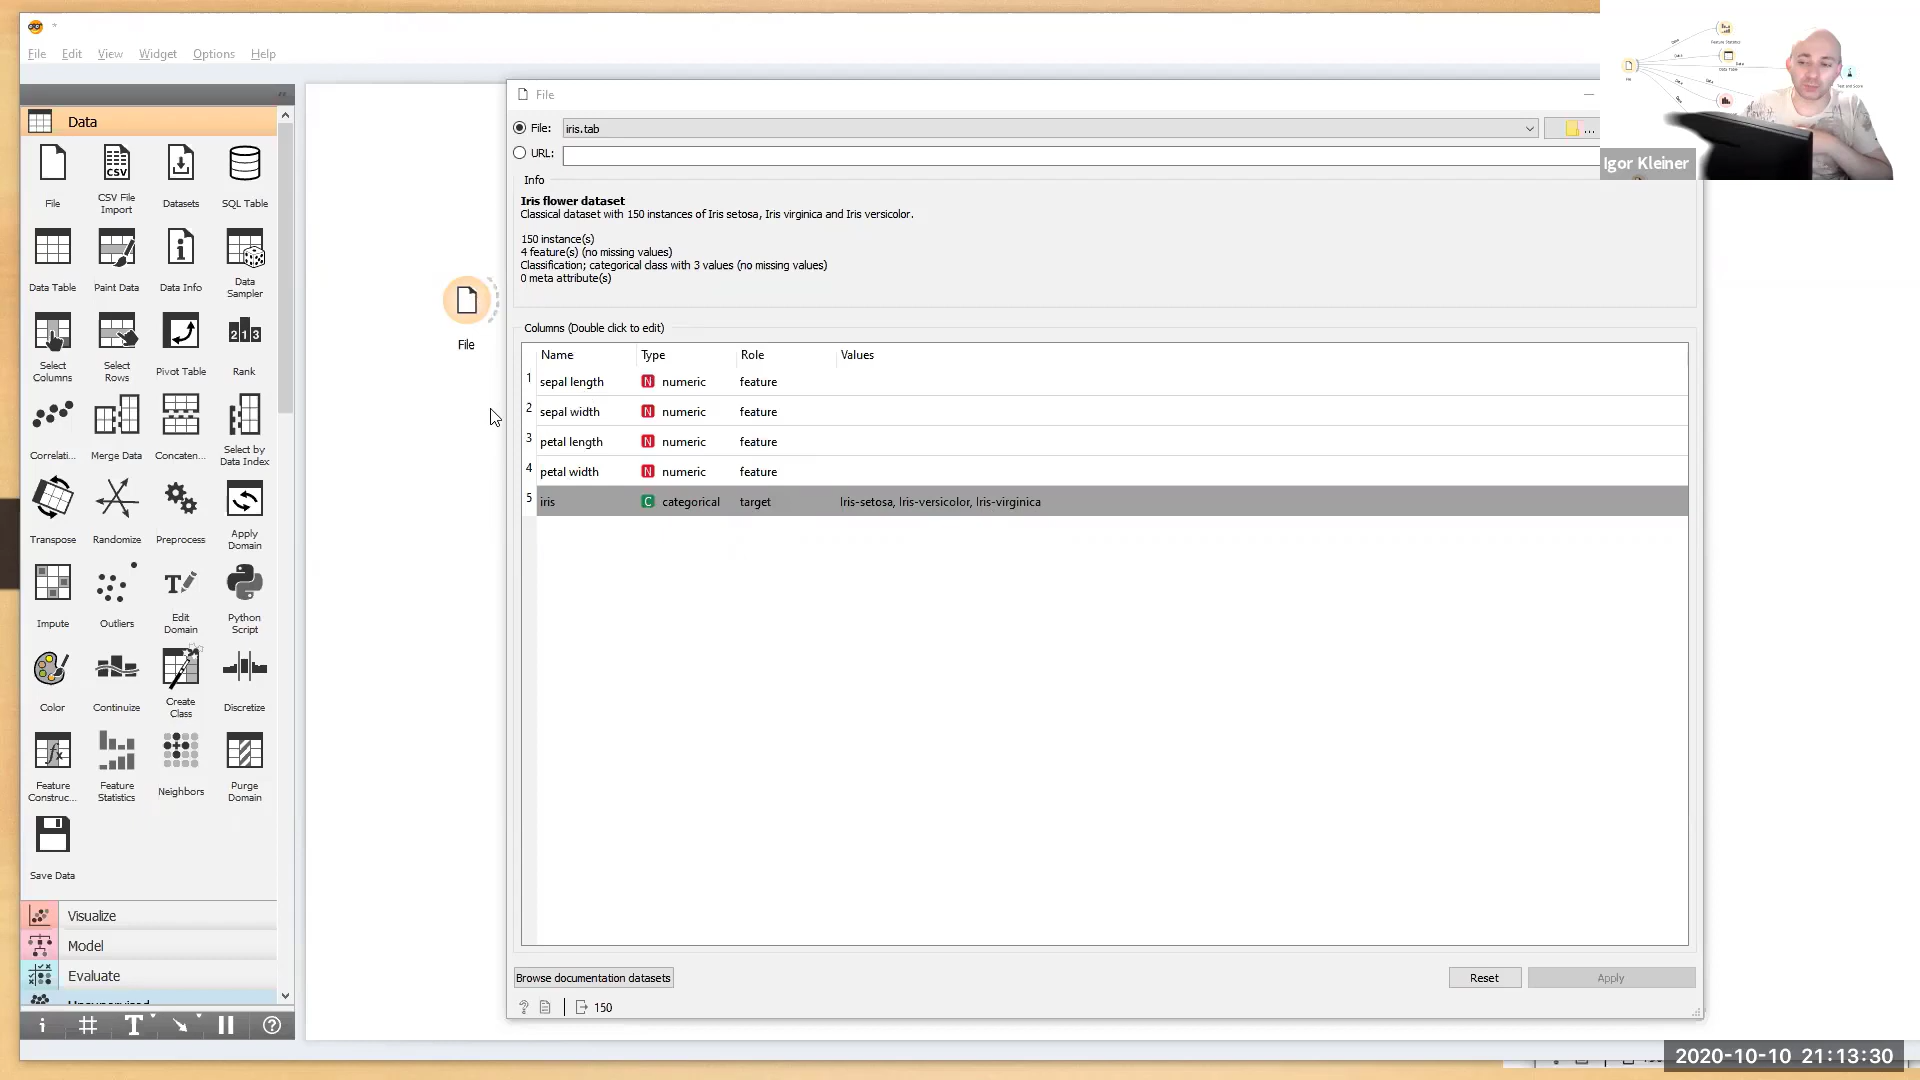 File Edit View Widget Options Help
Data
File
CSV File Import
Datasets
SQL Table
Data Table
Paint Data
Data Info
Data Sampler
Select Columns
Select Rows
Pivot Table
Rank
Correlati...
Merge Data
Concaten...
Select by Data Index
Transpose
Randomize
Preprocess
Apply Domain
Impute
Outliers
Edit Domain
Python Script
Color
Continuize
Create Class
Discretize
Feature Construc...
Feature Statistics
Neighbors
Purge Domain
Save Data
Visualize
Model
Evaluate
File
File
File: iris.tab
...
URL:
Info
Iris flower dataset
Classical dataset with 150 instances of Iris setosa, Iris virginica and Iris versicolor.
150 instance(s)
4 feature(s) (no missing values)
Classification; categorical class with 3 values (no missing values)
0 meta attribute(s)
Columns (Double click to edit)
Name Type Role Values
1 sepal length N numeric feature
2 sepal width N numeric feature
3 petal length N numeric feature
4 petal width N numeric feature
5 iris C categorical target Iris-setosa, Iris-versicolor, Iris-virginica
Browse documentation datasets
Reset
Apply
150
Igor Kleiner
2020-10-10 21:13:30